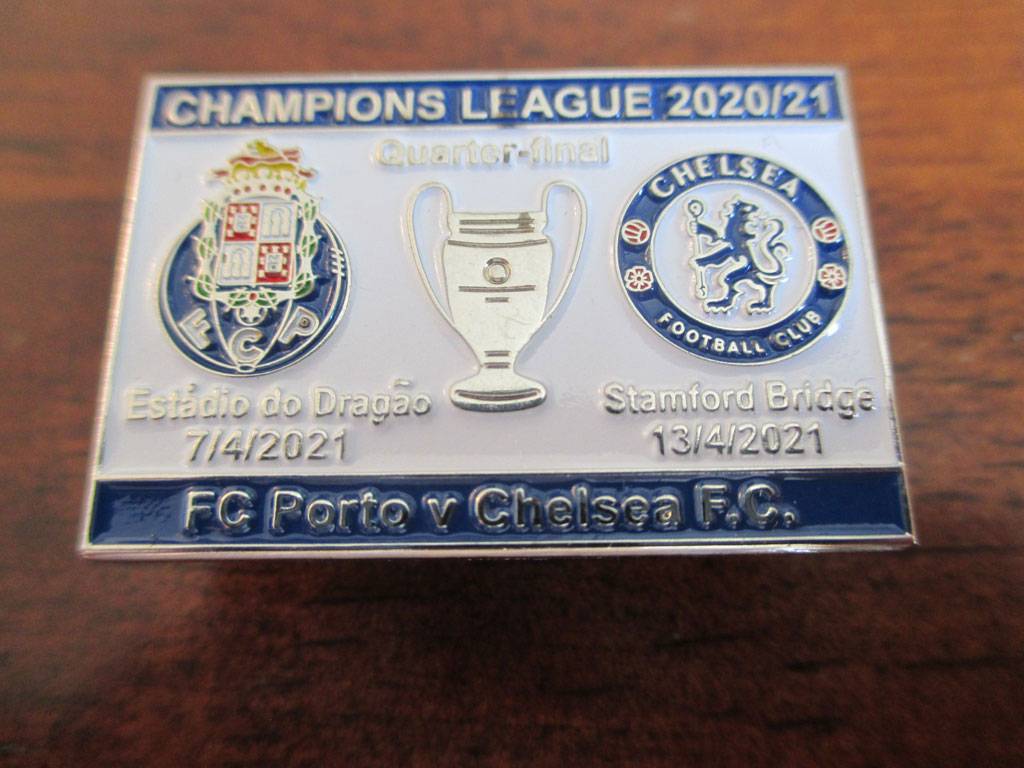 CHAMPIONS LEAGUE 2020/21
Quarter-final
FCP
CHELSEA
FOOTBALL CLUB
Estádio do Dragão
7/4/2021
Stamford Bridge
13/4/2021
FC Porto v Chelsea F.C.